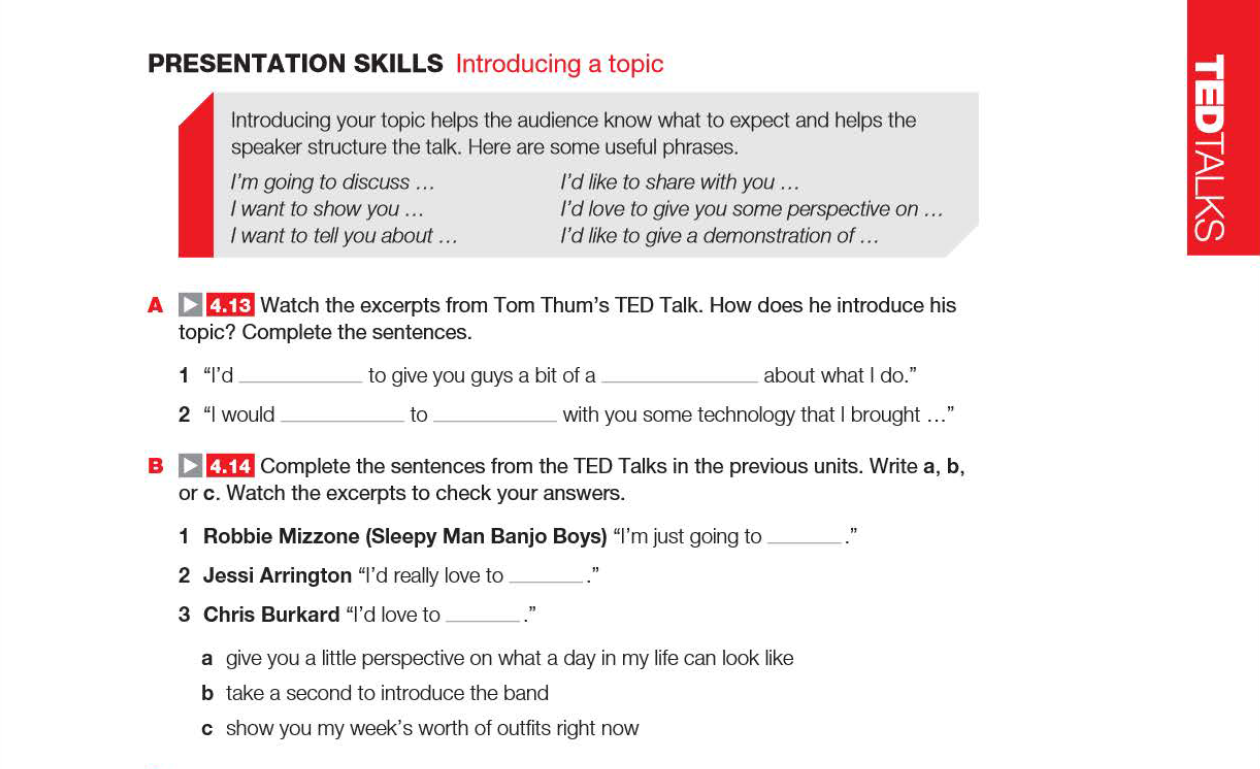 PRESENTATION SKILLS Introducing a topic
TEDTALKS
Introducing your topic helps the audience know what to expect and helps the
speaker structure the talk. Here are some useful phrases.
I'm going to discuss … I'd like to share with you …
I want to show you … I'd love to give you some perspective on …
I want to tell you about … I'd like to give a demonstration of …
A 4.13 Watch the excerpts from Tom Thum's TED Talk. How does he introduce his
topic? Complete the sentences.
1 “I'd ____________ to give you guys a bit of a ____________ about what I do.”
2 “I would ____________ to ____________ with you some technology that I brought …”
B 4.14 Complete the sentences from the TED Talks in the previous units. Write a, b,
or c. Watch the excerpts to check your answers.
1 Robbie Mizzone (Sleepy Man Banjo Boys) “I'm just going to _______.”
2 Jessi Arrington “I'd really love to _______.”
3 Chris Burkard “I'd love to _______.”
a give you a little perspective on what a day in my life can look like
b take a second to introduce the band
c show you my week's worth of outfits right now